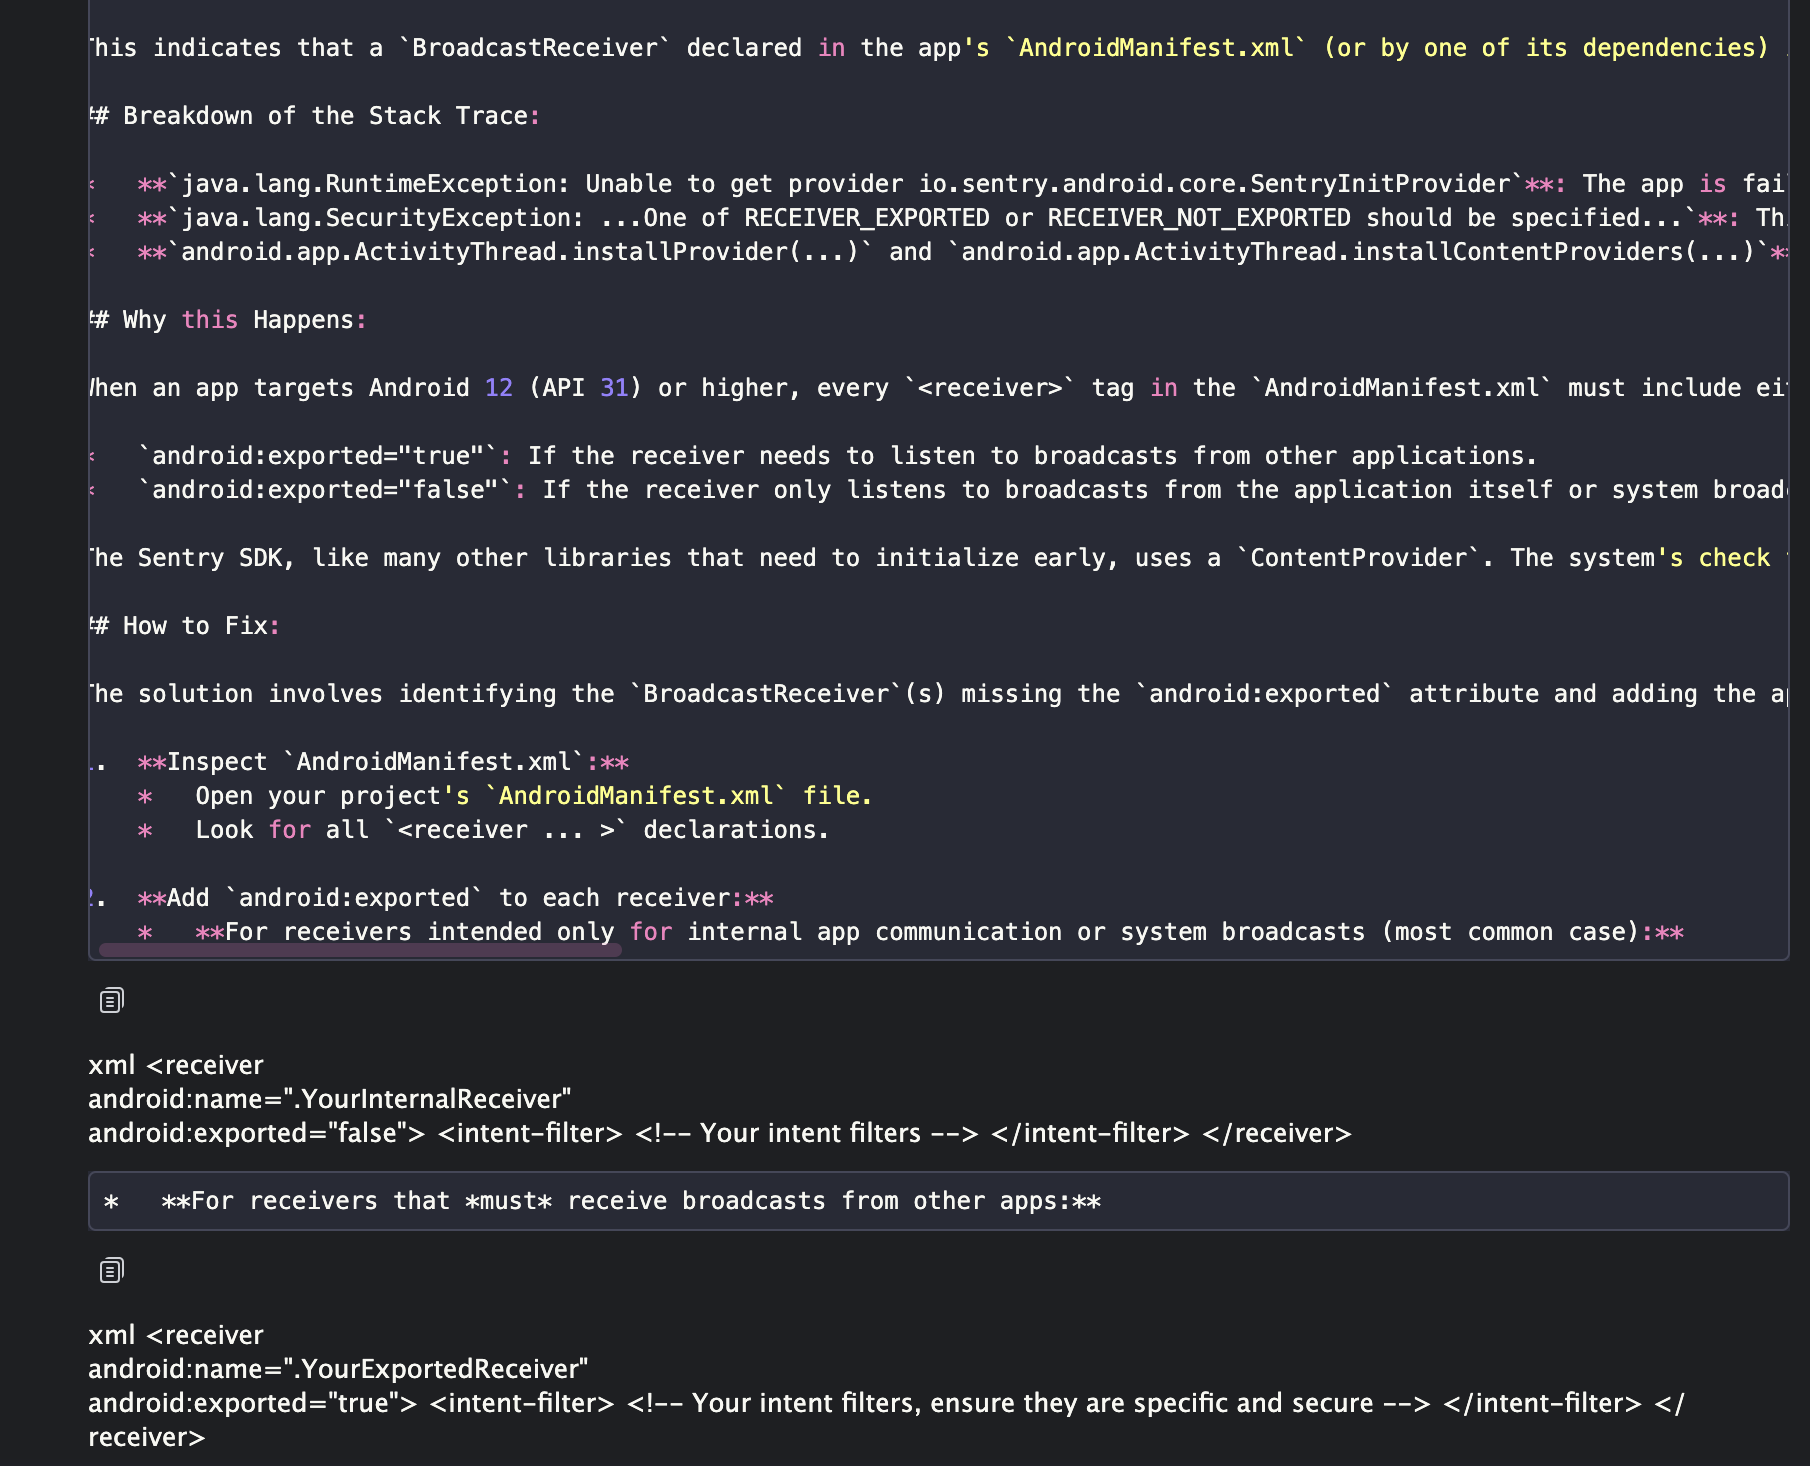 This indicates that a `BroadcastReceiver` declared in the app's `AndroidManifest.xml` (or by one of its dependencies)
## Breakdown of the Stack Trace:
* **`java.lang.RuntimeException: Unable to get provider io.sentry.android.core.SentryInitProvider`**: The app is fai
* **`java.lang.SecurityException: ...One of RECEIVER_EXPORTED or RECEIVER_NOT_EXPORTED should be specified...`**: Thi
* **`android.app.ActivityThread.installProvider(...)` and `android.app.ActivityThread.installContentProviders(...)`**
## Why this Happens:
When an app targets Android 12 (API 31) or higher, every `<receiver>` tag in the `AndroidManifest.xml` must include ei
* `android:exported="true"`: If the receiver needs to listen to broadcasts from other applications.
* `android:exported="false"`: If the receiver only listens to broadcasts from the application itself or system broad
The Sentry SDK, like many other libraries that need to initialize early, uses a `ContentProvider`. The system's check
## How to Fix:
The solution involves identifying the `BroadcastReceiver`(s) missing the `android:exported` attribute and adding the a
1. **Inspect `AndroidManifest.xml`:**
* Open your project's `AndroidManifest.xml` file.
* Look for all `<receiver ... >` declarations.
2. **Add `android:exported` to each receiver:**
* **For receivers intended only for internal app communication or system broadcasts (most common case):**
xml <receiver
android:name=".YourInternalReceiver"
android:exported="false"> <intent-filter> <!-- Your intent filters --> </intent-filter> </receiver>
* **For receivers that *must* receive broadcasts from other apps:**
xml <receiver
android:name=".YourExportedReceiver"
android:exported="true"> <intent-filter> <!-- Your intent filters, ensure they are specific and secure --> </intent-filter> </
receiver>